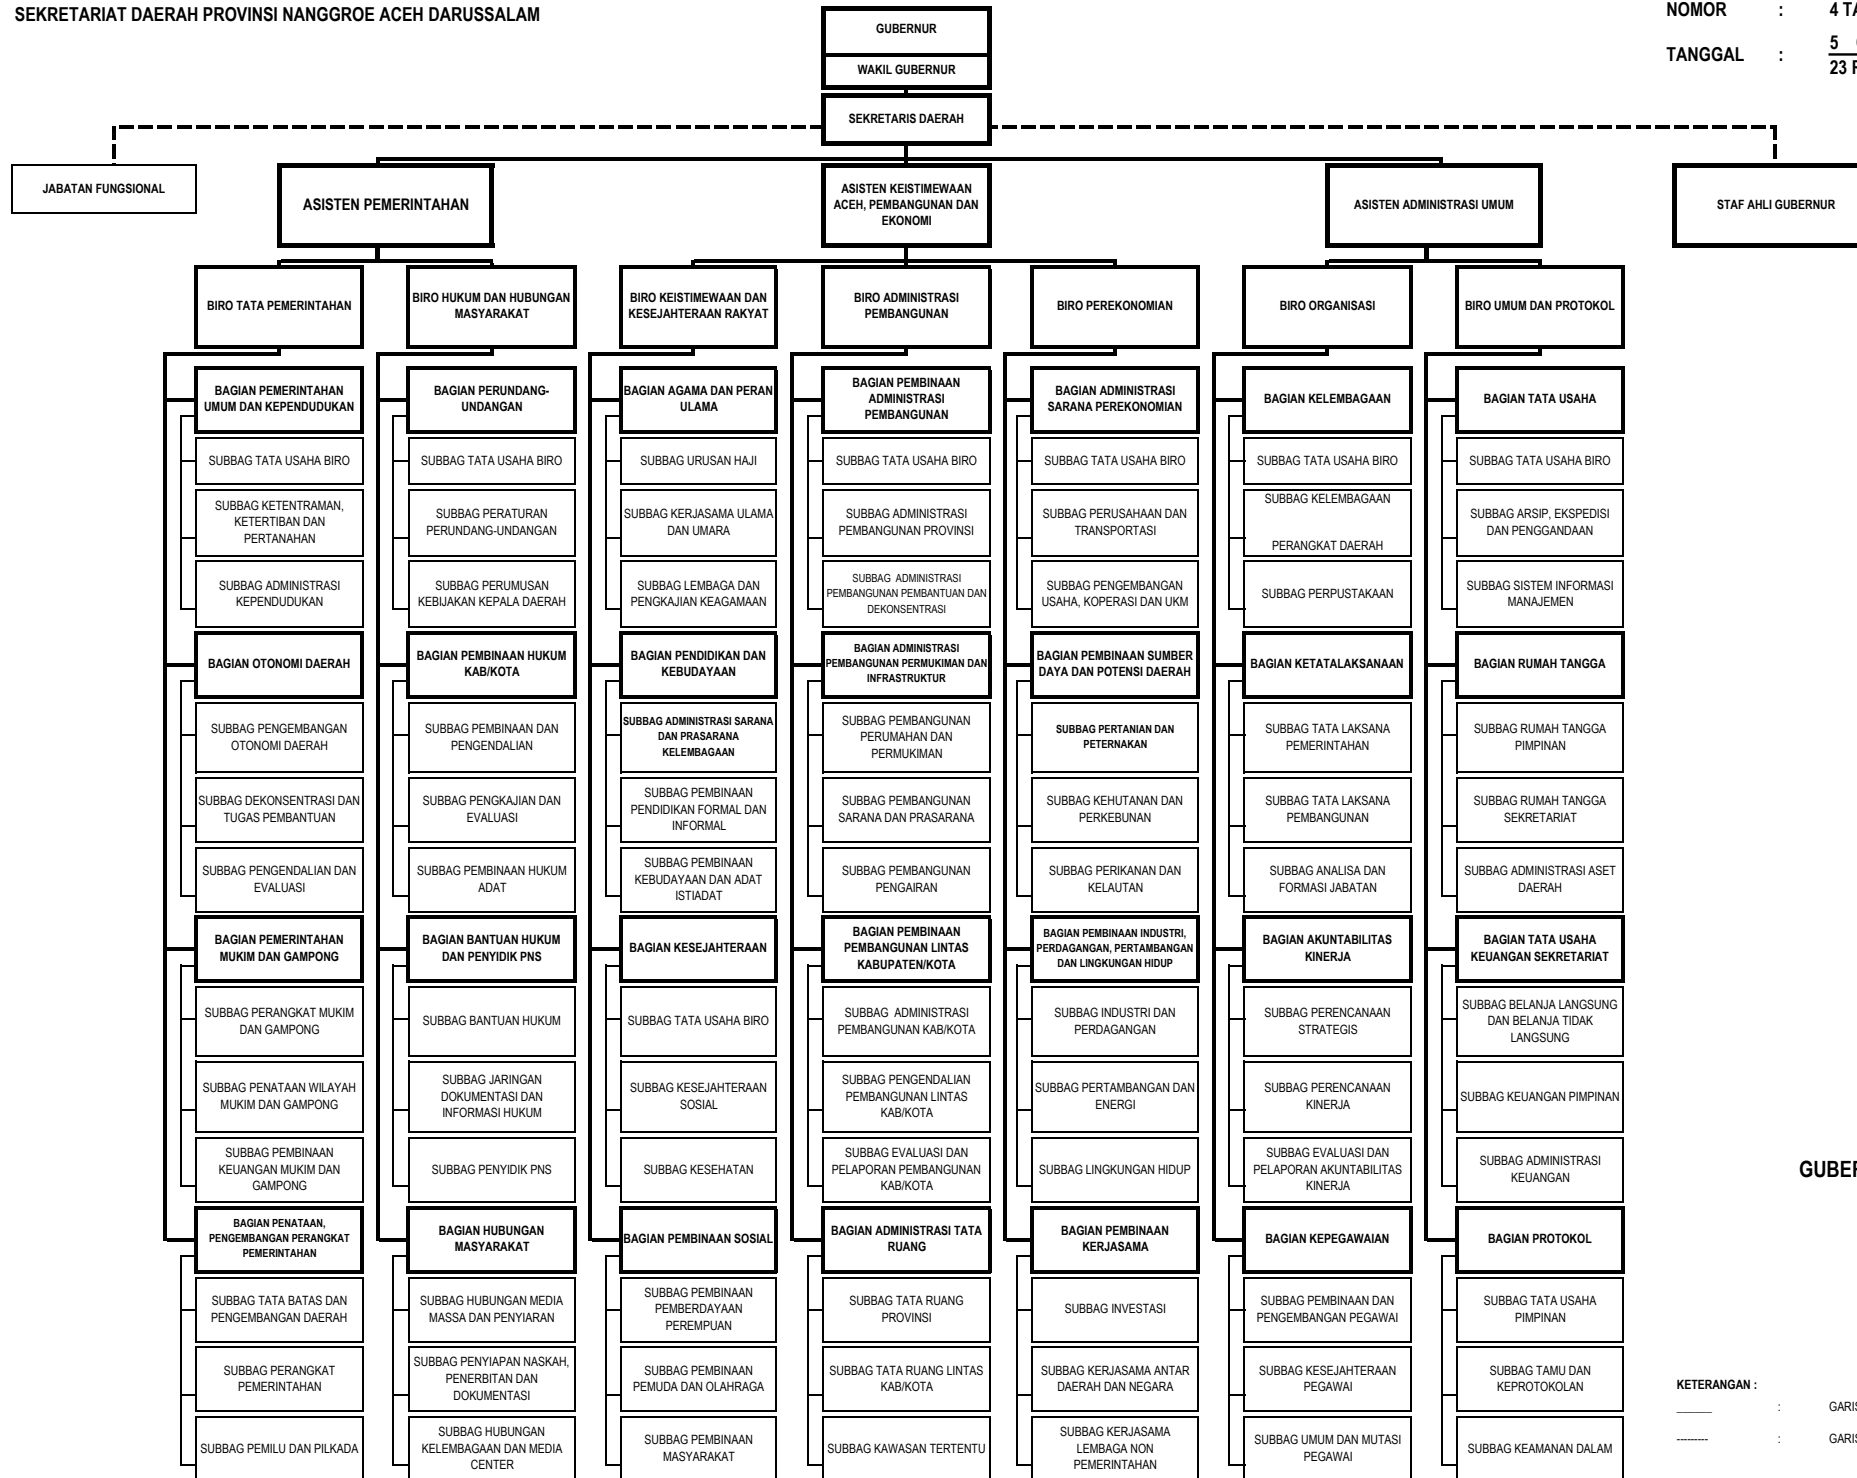 SEKRETARIAT DAERAH PROVINSI NANGGROE ACEH DARUSSALAM
NOMOR : 4 TA
TANGGAL : 5
23
GUBERNUR
WAKIL GUBERNUR
SEKRETARIS DAERAH
JABATAN FUNGSIONAL
ASISTEN PEMERINTAHAN
ASISTEN KEISTIMEWAAN
ACEH, PEMBANGUNAN DAN
EKONOMI
ASISTEN ADMINISTRASI UMUM
STAF AHLI GUBERNUR
BIRO TATA PEMERINTAHAN
BIRO HUKUM DAN HUBUNGAN
MASYARAKAT
BIRO KEISTIMEWAAN DAN
KESEJAHTERAAN RAKYAT
BIRO ADMINISTRASI
PEMBANGUNAN
BIRO PEREKONOMIAN
BIRO ORGANISASI
BIRO UMUM DAN PROTOKOL
BAGIAN PEMERINTAHAN
UMUM DAN KEPENDUDUKAN
BAGIAN PERUNDANG-
UNDANGAN
BAGIAN AGAMA DAN PERAN
ULAMA
BAGIAN PEMBINAAN
ADMINISTRASI
PEMBANGUNAN
BAGIAN ADMINISTRASI
SARANA PEREKONOMIAN
BAGIAN KELEMBAGAAN
BAGIAN TATA USAHA
SUBBAG TATA USAHA BIRO
SUBBAG TATA USAHA BIRO
SUBBAG URUSAN HAJI
SUBBAG TATA USAHA BIRO
SUBBAG TATA USAHA BIRO
SUBBAG TATA USAHA BIRO
SUBBAG TATA USAHA BIRO
SUBBAG KETENTRAMAN,
KETERTIBAN DAN
PERTANAHAN
SUBBAG PERATURAN
PERUNDANG-UNDANGAN
SUBBAG KERJASAMA ULAMA
DAN UMARA
SUBBAG ADMINISTRASI
PEMBANGUNAN PROVINSI
SUBBAG PERUSAHAAN DAN
TRANSPORTASI
SUBBAG KELEMBAGAAN
PERANGKAT DAERAH
SUBBAG ARSIP, EKSPEDISI
DAN PENGGANDAAN
SUBBAG ADMINISTRASI
KEPENDUDUKAN
SUBBAG PERUMUSAN
KEBIJAKAN KEPALA DAERAH
SUBBAG LEMBAGA DAN
PENGKAJIAN KEAGAMAAN
SUBBAG ADMINISTRASI
PEMBANGUNAN PEMBANTUAN DAN
DEKONSENTRASI
SUBBAG PENGEMBANGAN
USAHA, KOPERASI DAN UKM
SUBBAG PERPUSTAKAAN
SUBBAG SISTEM INFORMASI
MANAJEMEN
BAGIAN OTONOMI DAERAH
BAGIAN PEMBINAAN HUKUM
KAB/KOTA
BAGIAN PENDIDIKAN DAN
KEBUDAYAAN
BAGIAN ADMINISTRASI
PEMBANGUNAN PERMUKIMAN DAN
INFRASTRUKTUR
BAGIAN PEMBINAAN SUMBER
DAYA DAN POTENSI DAERAH
BAGIAN KETATALAKSANAAN
BAGIAN RUMAH TANGGA
SUBBAG PENGEMBANGAN
OTONOMI DAERAH
SUBBAG PEMBINAAN DAN
PENGENDALIAN
SUBBAG ADMINISTRASI SARANA
DAN PRASARANA
KELEMBAGAAN
SUBBAG PEMBANGUNAN
PERUMAHAN DAN
PERMUKIMAN
SUBBAG PERTANIAN DAN
PETERNAKAN
SUBBAG TATA LAKSANA
PEMERINTAHAN
SUBBAG RUMAH TANGGA
PIMPINAN
SUBBAG DEKONSENTRASI DAN
TUGAS PEMBANTUAN
SUBBAG PENGKAJIAN DAN
EVALUASI
SUBBAG PEMBINAAN
PENDIDIKAN FORMAL DAN
INFORMAL
SUBBAG PEMBANGUNAN
SARANA DAN PRASARANA
SUBBAG KEHUTANAN DAN
PERKEBUNAN
SUBBAG TATA LAKSANA
PEMBANGUNAN
SUBBAG RUMAH TANGGA
SEKRETARIAT
SUBBAG PENGENDALIAN DAN
EVALUASI
SUBBAG PEMBINAAN HUKUM
ADAT
SUBBAG PEMBINAAN
KEBUDAYAAN DAN ADAT
ISTIADAT
SUBBAG PEMBANGUNAN
PENGAIRAN
SUBBAG PERIKANAN DAN
KELAUTAN
SUBBAG ANALISA DAN
FORMASI JABATAN
SUBBAG ADMINISTRASI ASET
DAERAH
BAGIAN PEMERINTAHAN
MUKIM DAN GAMPONG
BAGIAN BANTUAN HUKUM
DAN PENYIDIK PNS
BAGIAN KESEJAHTERAAN
BAGIAN PEMBINAAN
PEMBANGUNAN LINTAS
KABUPATEN/KOTA
BAGIAN PEMBINAAN INDUSTRI,
PERDAGANGAN, PERTAMBANGAN
DAN LINGKUNGAN HIDUP
BAGIAN AKUNTABILITAS
KINERJA
BAGIAN TATA USAHA
KEUANGAN SEKRETARIAT
SUBBAG PERANGKAT MUKIM
DAN GAMPONG
SUBBAG BANTUAN HUKUM
SUBBAG TATA USAHA BIRO
SUBBAG ADMINISTRASI
PEMBANGUNAN KAB/KOTA
SUBBAG INDUSTRI DAN
PERDAGANGAN
SUBBAG PERENCANAAN
STRATEGIS
SUBBAG BELANJA LANGSUNG
DAN BELANJA TIDAK
LANGSUNG
SUBBAG PENATAAN WILAYAH
MUKIM DAN GAMPONG
SUBBAG JARINGAN
DOKUMENTASI DAN
INFORMASI HUKUM
SUBBAG KESEJAHTERAAN
SOSIAL
SUBBAG PENGENDALIAN
PEMBANGUNAN LINTAS
KAB/KOTA
SUBBAG PERTAMBANGAN DAN
ENERGI
SUBBAG PERENCANAAN
KINERJA
SUBBAG KEUANGAN PIMPINAN
SUBBAG PEMBINAAN
KEUANGAN MUKIM DAN
GAMPONG
SUBBAG PENYIDIK PNS
SUBBAG KESEHATAN
SUBBAG EVALUASI DAN
PELAPORAN PEMBANGUNAN
KAB/KOTA
SUBBAG LINGKUNGAN HIDUP
SUBBAG EVALUASI DAN
PELAPORAN AKUNTABILITAS
KINERJA
SUBBAG ADMINISTRASI
KEUANGAN
GUBER
BAGIAN PENATAAN,
PENGEMBANGAN PERANGKAT
PEMERINTAHAN
BAGIAN HUBUNGAN
MASYARAKAT
BAGIAN PEMBINAAN SOSIAL
BAGIAN ADMINISTRASI TATA
RUANG
BAGIAN PEMBINAAN
KERJASAMA
BAGIAN KEPEGAWAIAN
BAGIAN PROTOKOL
SUBBAG TATA BATAS DAN
PENGEMBANGAN DAERAH
SUBBAG HUBUNGAN MEDIA
MASSA DAN PENYIARAN
SUBBAG PEMBINAAN
PEMBERDAYAAN
PEREMPUAN
SUBBAG TATA RUANG
PROVINSI
SUBBAG INVESTASI
SUBBAG PEMBINAAN DAN
PENGEMBANGAN PEGAWAI
SUBBAG TATA USAHA
PIMPINAN
SUBBAG PERANGKAT
PEMERINTAHAN
SUBBAG PENYIAPAN NASKAH,
PENERBITAN DAN
DOKUMENTASI
SUBBAG PEMBINAAN
PEMUDA DAN OLAHRAGA
SUBBAG TATA RUANG LINTAS
KAB/KOTA
SUBBAG KERJASAMA ANTAR
DAERAH DAN NEGARA
SUBBAG KESEJAHTERAAN
PEGAWAI
SUBBAG TAMU DAN
KEPROTOKOLAN
SUBBAG PEMILU DAN PILKADA
SUBBAG HUBUNGAN
KELEMBAGAAN DAN MEDIA
CENTER
SUBBAG PEMBINAAN
MASYARAKAT
SUBBAG KAWASAN TERTENTU
SUBBAG KERJASAMA
LEMBAGA NON
PEMERINTAHAN
SUBBAG UMUM DAN MUTASI
PEGAWAI
SUBBAG KEAMANAN DALAM
KETERANGAN :
______ : GARIS
--------- : GARIS